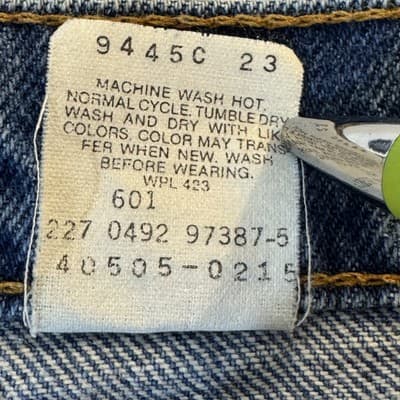 9445C 23
MACHINE WASH HOT.
NORMAL CYCLE. TUMBLE DRY.
WASH AND DRY WITH LIKE
COLORS. COLOR MAY TRANS
FER WHEN NEW. WASH
BEFORE WEARING.
WPL 423
601
227 0492 97387-5
40505-0215